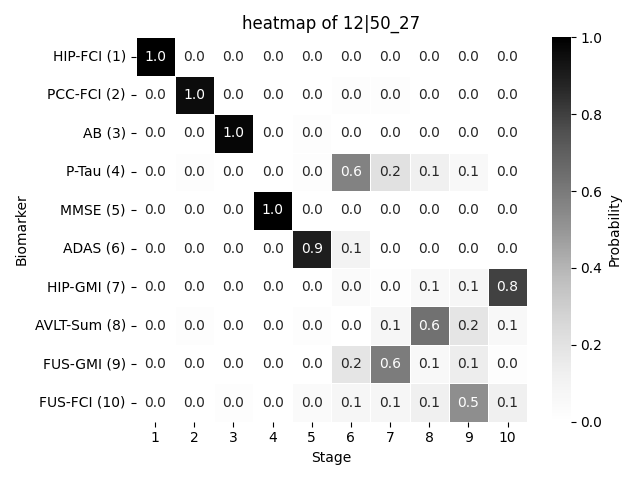 heatmap of 12|50_27
HIP-FCI (1) 1.0 0.0 0.0 0.0 0.0 0.0 0.0 0.0 0.0 0.0
PCC-FCI (2) 0.0 1.0 0.0 0.0 0.0 0.0 0.0 0.0 0.0 0.0
AB (3) 0.0 0.0 1.0 0.0 0.0 0.0 0.0 0.0 0.0 0.0
P-Tau (4) 0.0 0.0 0.0 0.0 0.0 0.6 0.2 0.1 0.1 0.0
MMSE (5) 0.0 0.0 0.0 1.0 0.0 0.0 0.0 0.0 0.0 0.0
ADAS (6) 0.0 0.0 0.0 0.0 0.9 0.1 0.0 0.0 0.0 0.0
HIP-GMI (7) 0.0 0.0 0.0 0.0 0.0 0.0 0.0 0.1 0.1 0.8
AVLT-Sum (8) 0.0 0.0 0.0 0.0 0.0 0.0 0.1 0.6 0.2 0.1
FUS-GMI (9) 0.0 0.0 0.0 0.0 0.0 0.2 0.6 0.1 0.1 0.0
FUS-FCI (10) 0.0 0.0 0.0 0.0 0.0 0.1 0.1 0.1 0.5 0.1
1 2 3 4 5 6 7 8 9 10
Stage
Biomarker
1.0
0.8
0.6
0.4
0.2
0.0
Probability